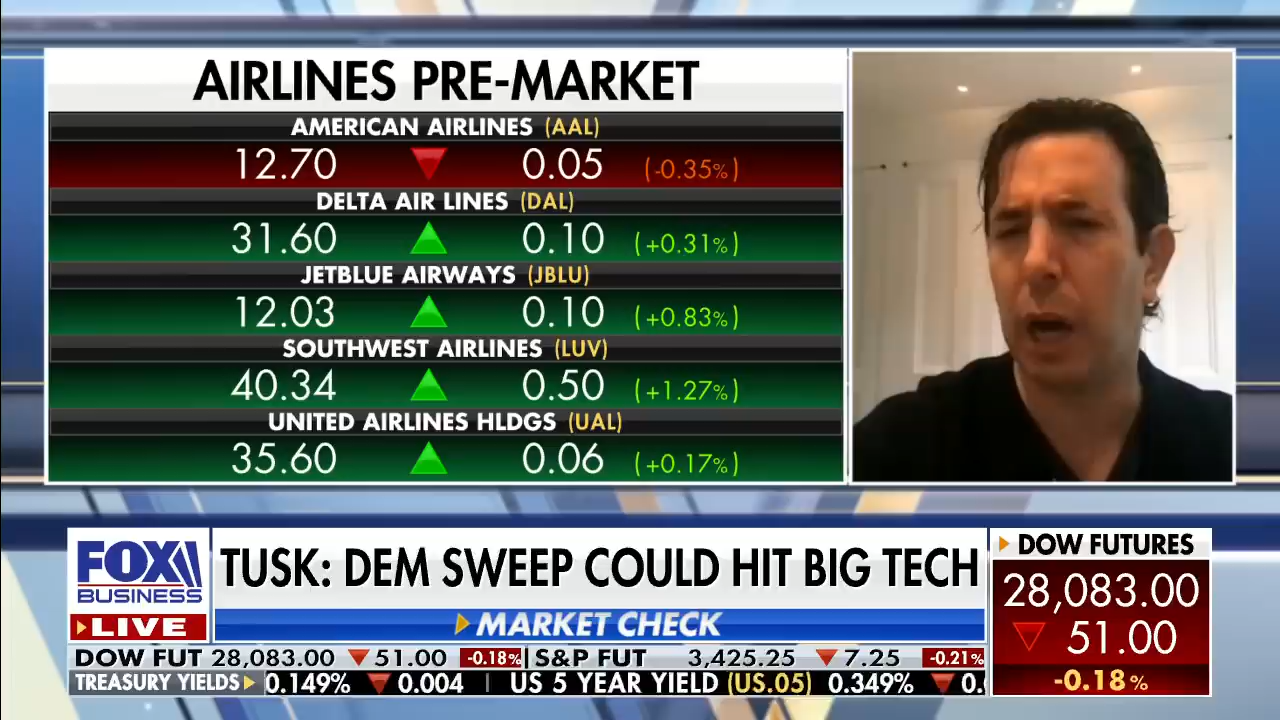 AIRLINES PRE-MARKET
AMERICAN AIRLINES (AAL)
12.70 0.05 (-0.35%)
DELTA AIR LINES (DAL)
31.60 0.10 (+0.31%)
JETBLUE AIRWAYS (JBLU)
12.03 0.10 (+0.83%)
SOUTHWEST AIRLINES (LUV)
40.34 0.50 (+1.27%)
UNITED AIRLINES HLDGS (UAL)
35.60 0.06 (+0.17%)
FOX
BUSINESS
LIVE
TUSK: DEM SWEEP COULD HIT BIG TECH
MARKET CHECK
DOW FUTURES
28,083.00
51.00
-0.18%
DOW FUT 28,083.00 51.00 -0.18% S&P FUT 3,425.25 7.25 -0.21%
TREASURY YIELDS 0.149% 0.004 US 5 YEAR YIELD (US.05) 0.349% 0.